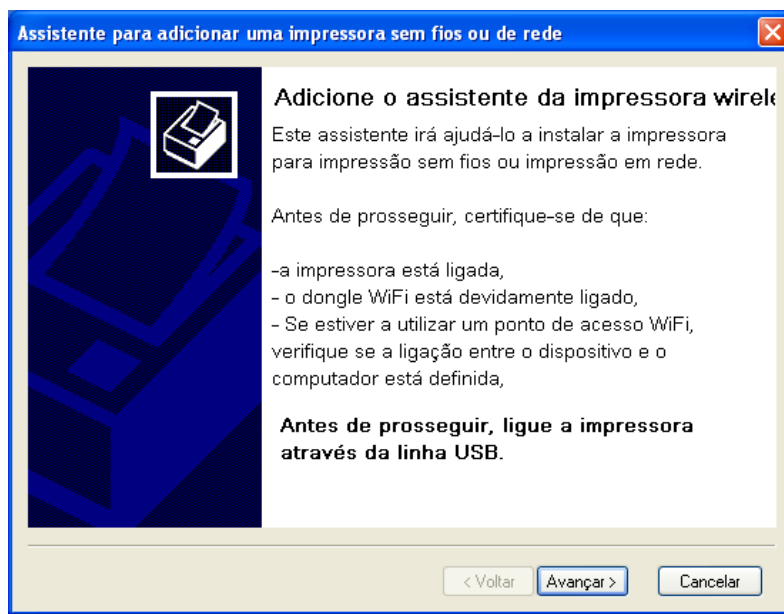 Assistente para adicionar uma impressora sem fios ou de rede
Adicione o assistente da impressora
Este assistente irá ajudá-lo a instalar a impressora
para impressão sem fios ou impressão em rede.
Antes de prosseguir, certifique-se de que:
-a impressora está ligada,
- o dongle WiFi está devidamente ligado,
- Se estiver a utilizar um ponto de acesso WiFi,
verifique se a ligação entre o dispositivo e o
computador está definida,
Antes de prosseguir, ligue a impressora
através da linha USB.
< Voltar
Avançar >
Cancelar